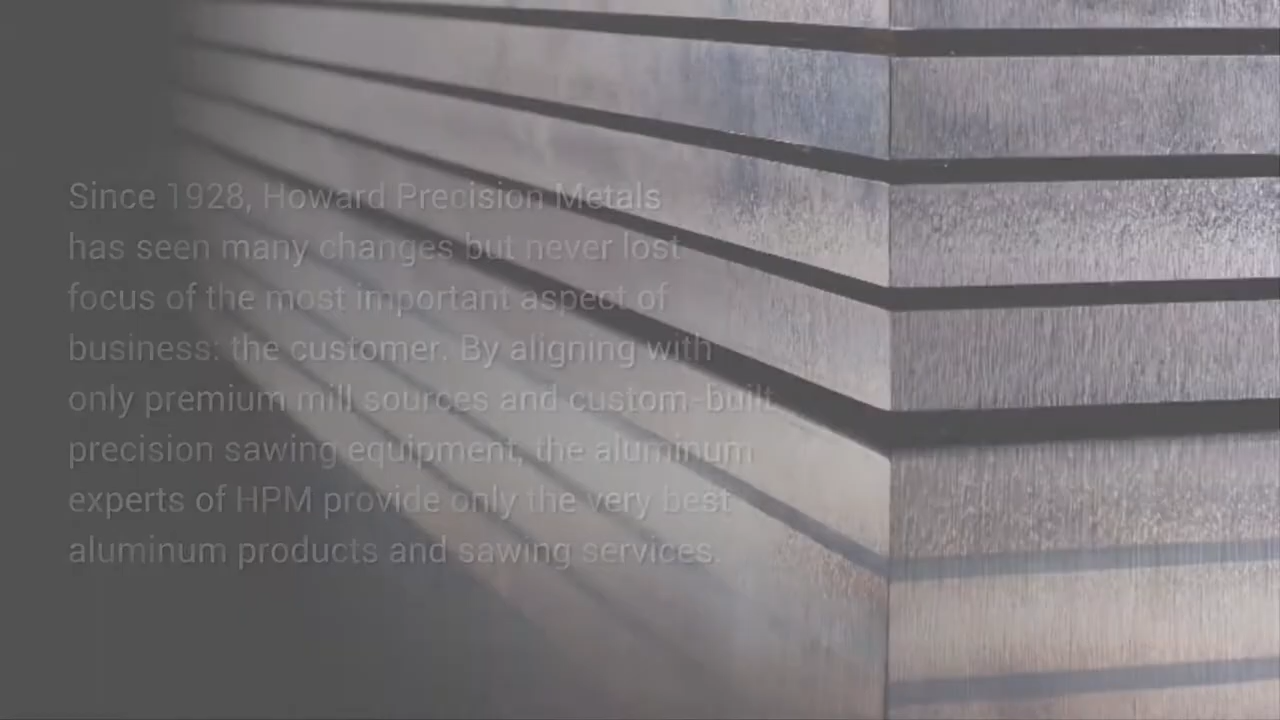 Since 1928, Howard Precision Metals
has seen many changes but never lost
focus of the most important aspect of
business: the customer. By aligning with
only premium mill sources and custom-built
precision sawing equipment, the aluminum
experts of HPM provide only the very best
aluminum products and sawing services.